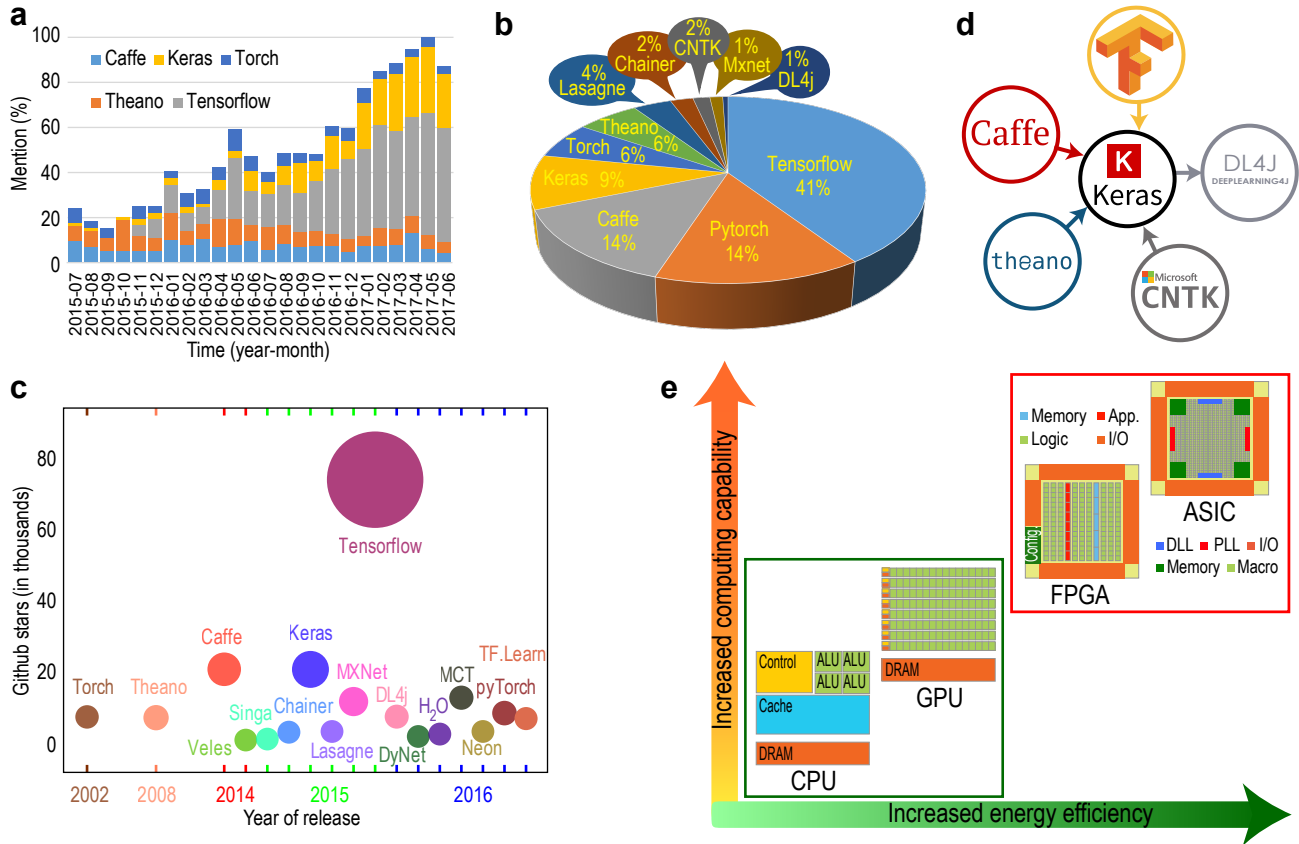 a
100
80
60
40
20
0
Mention (%)
Caffe Keras Torch
Theano Tensorflow
2015-07
2015-08
2015-09
2015-10
2015-11
2015-12
2016-01
2016-02
2016-03
2016-04
2016-05
2016-06
2016-07
2016-08
2016-09
2016-10
2016-11
2016-12
2017-01
2017-02
2017-03
2017-04
2017-05
2017-06
Time (year-month)
b
4%
Lasagne
2%
Chainer
2%
CNTK
1%
Mxnet
1%
DL4j
Theano
6%
Torch
6%
Keras 9%
Caffe
14%
Pytorch
14%
Tensorflow
41%
d
Caffe
K
Keras
DL4J
DEEPLEARNING4J
theano
Microsoft
CNTK
c
Github stars (in thousands)
80
60
40
20
0
Tensorflow
Caffe
Keras
TF.Learn
MXNet
MCT
Torch
Theano
pyTorch
DL4j
Singa
Chainer
H2O
Veles
Lasagne
DyNet
Neon
2002
2008
2014
2015
2016
Year of release
e
Increased computing capability
Memory App.
Logic I/O
Config.
FPGA
ASIC
DLL PLL I/O
Memory Macro
Control
ALU ALU
ALU ALU
Cache
DRAM
CPU
DRAM
GPU
Increased energy efficiency